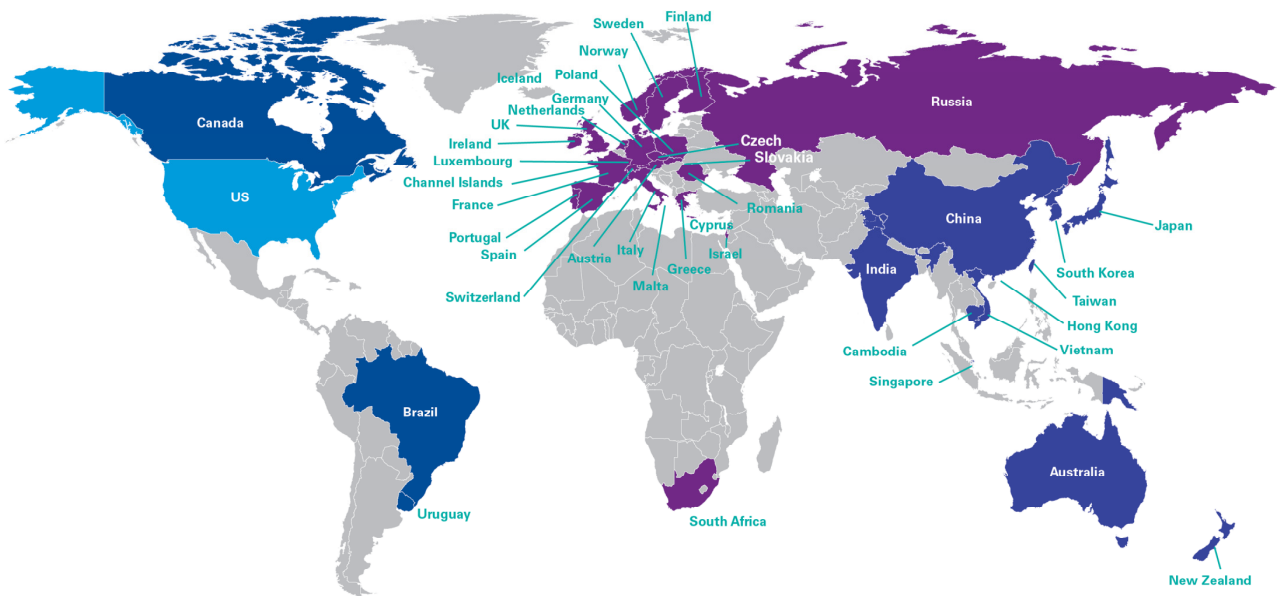 Finland
Sweden
Norway
Poland
Iceland
Germany
Netherlands
UK
Ireland
Luxembourg
Channel Islands
France
Portugal
Spain
Switzerland
Austria
Italy
Malta
Greece
Cyprus
Israel
Romania
Czech
Slovakia
Russia
Canada
US
Brazil
Uruguay
South Africa
China
India
Japan
South Korea
Taiwan
Hong Kong
Vietnam
Cambodia
Singapore
Australia
New Zealand